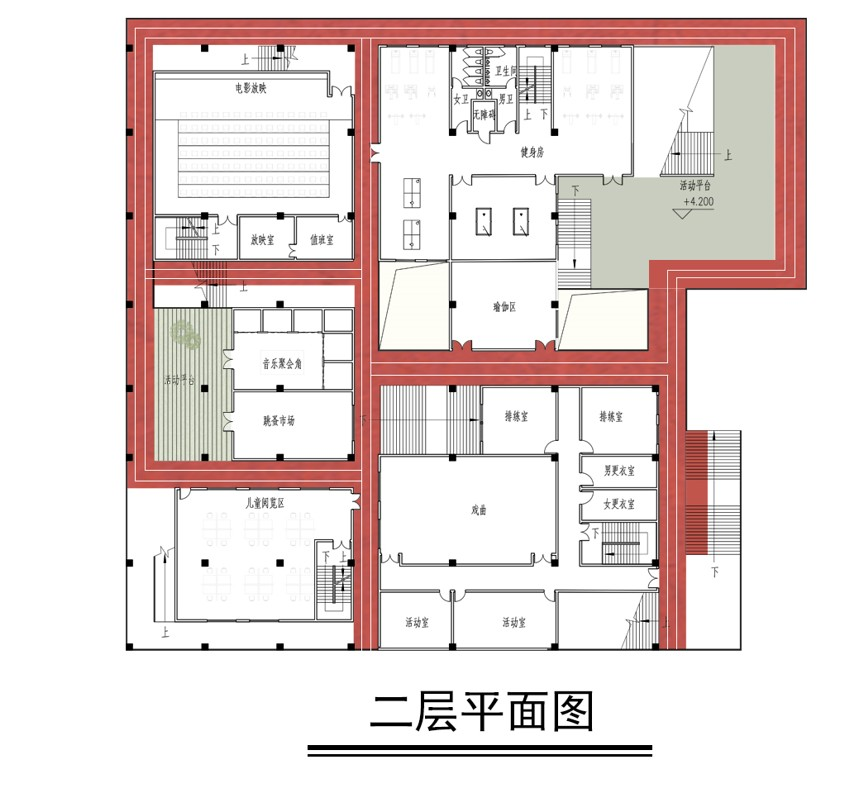 上
电影放映
卫生间
女卫
男卫
无障碍
上 下
健身房
上
活动平台
+4.200
下
上
下
放映室
值班室
上
瑜伽区
音乐聚会角
活动平台
跳蚤市场
下
排练室
排练室
男更衣室
女更衣室
戏曲
儿童阅览区
下
下 上
下
上
活动室
活动室
上
二层平面图